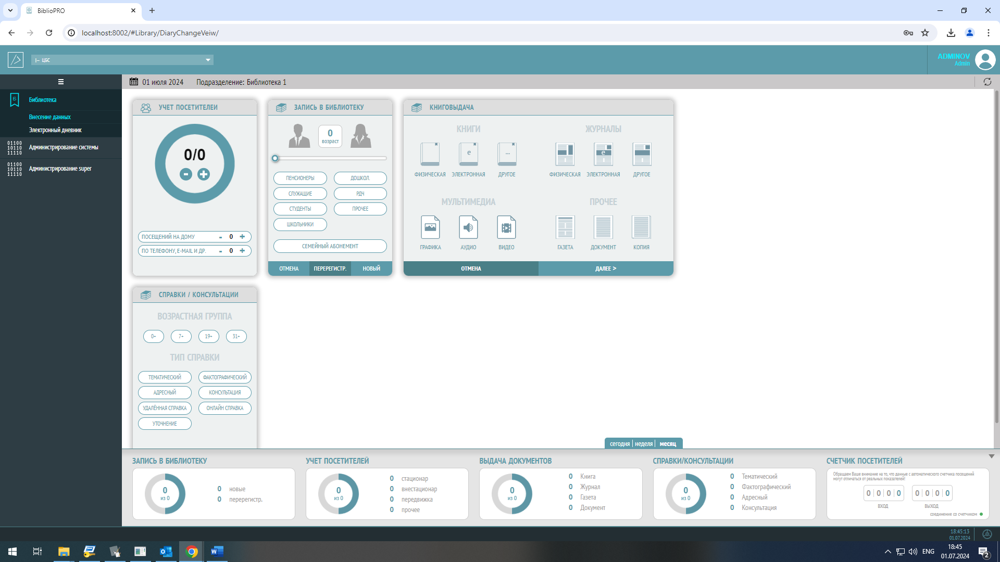 BiblioPRO
localhost:8002/#Library/DiaryChangeVeiw/
ЦБС
ADMINOV
Admin
01 июля 2024 Подразделение: Библиотека 1
Библиотека
Внесение данных
Электронный дневник
01100
10110
11110
Администрирование системы
01100
10110
11110
Администрирование super
УЧЕТ ПОСЕТИТЕЛЕЙ
0/0
- +
ПОСЕЩЕНИЙ НА ДОМУ - 0 +
ПО ТЕЛЕФОНУ, E-MAIL И ДР. - 0 +
ЗАПИСЬ В БИБЛИОТЕКУ
0
возраст
ПЕНСИОНЕРЫ ДОШКОЛ.
СЛУЖАЩИЕ РДЧ
СТУДЕНТЫ ПРОЧЕЕ
ШКОЛЬНИКИ
СЕМЕЙНЫЙ АБОНЕМЕНТ
ОТМЕНА ПЕРЕРЕГИСТР. НОВЫЙ
КНИГОВЫДАЧА
КНИГИ ЖУРНАЛЫ
e ... e
ФИЗИЧЕСКАЯ ЭЛЕКТРОННАЯ ДРУГОЕ ФИЗИЧЕСКАЯ ЭЛЕКТРОННАЯ ДРУГОЕ
МУЛЬТИМЕДИА ПРОЧЕЕ
ГРАФИКА АУДИО ВИДЕО ГАЗЕТА ДОКУМЕНТ КОПИЯ
ОТМЕНА ДАЛЕЕ >
СПРАВКИ / КОНСУЛЬТАЦИИ
ВОЗРАСТНАЯ ГРУППА
0+ 7+ 19+ 31+
ТИП СПРАВКИ
ТЕМАТИЧЕСКИЙ ФАКТОГРАФИЧЕСКИЙ
АДРЕСНЫЙ КОНСУЛЬТАЦИЯ
УДАЛЁННАЯ СПРАВКА ОНЛАЙН СПРАВКА
УТОЧНЕНИЕ
сегодня неделя месяц
ЗАПИСЬ В БИБЛИОТЕКУ
0
из 0
0 новые
0 перерегистр.
УЧЕТ ПОСЕТИТЕЛЕЙ
0
из 0
0 стационар
0 внестационар
0 передвижка
0 прочее
ВЫДАЧА ДОКУМЕНТОВ
0
из 0
0 Книга
0 Журнал
0 Газета
0 Документ
СПРАВКИ/КОНСУЛЬТАЦИИ
0
из 0
0 Тематический
0 Фактографический
0 Адресный
0 Консультация
СЧЕТЧИК ПОСЕТИТЕЛЕЙ
Обращаем Ваше внимание на то, что данные с автоматического счетчика посещений
могут отличаться от реальных показателей!
0 0 0 0 0 0 0 0
ВХОД ВЫХОД
соединение со счетчиком
18:45:13
01.07.2024
ENG
18:45
01.07.2024
2